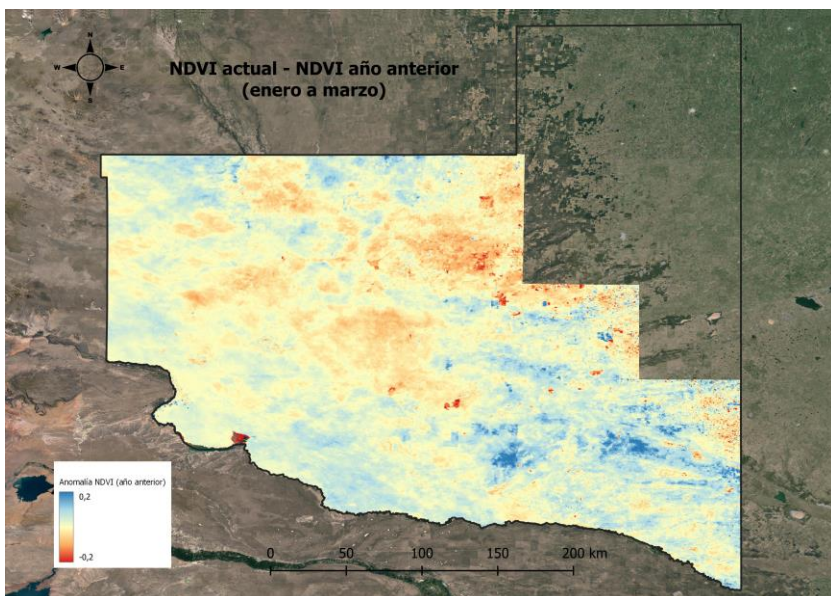 N
W E
S
NDVI actual - NDVI año anterior
(enero a marzo)
Anomalía NDVI (año anterior)
0,2
-0,2
0 50 100 150 200 km